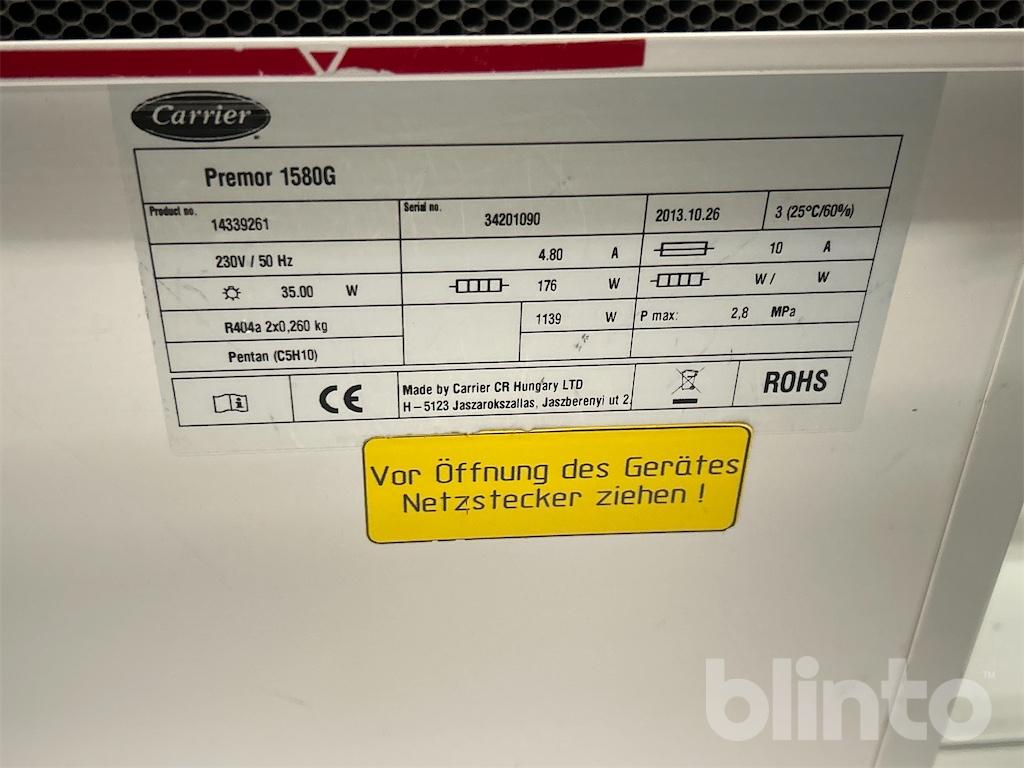 Carrier
Premor 1580G
Product no. 14339261
Serial no. 34201090
2013.10.26
3 (25°C/60%)
230V / 50 Hz
4.80 A
10 A
35.00 W
176 W
W / W
R404a 2x0,260 kg
1139 W
P max: 2,8 MPa
Pentan (C5H10)
CE
Made by Carrier CR Hungary LTD
H – 5123 Jaszarokszallas, Jaszberenyi ut 2.
ROHS
Vor Öffnung des Gerätes
Netzstecker ziehen !
blinto™